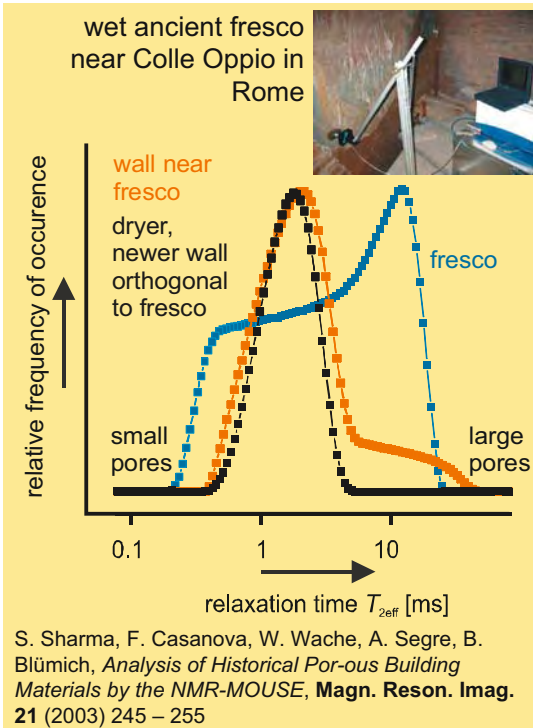 wet ancient fresco
near Colle Oppio in
Rome
wall near
fresco
dryer,
newer wall
orthogonal
to fresco
fresco
small
pores
large
pores
relative frequency of occurence
0.1
1
10
relaxation time T2eff [ms]
S. Sharma, F. Casanova, W. Wache, A. Segre, B.
Blümich, Analysis of Historical Por-ous Building
Materials by the NMR-MOUSE, Magn. Reson. Imag.
21 (2003) 245 – 255